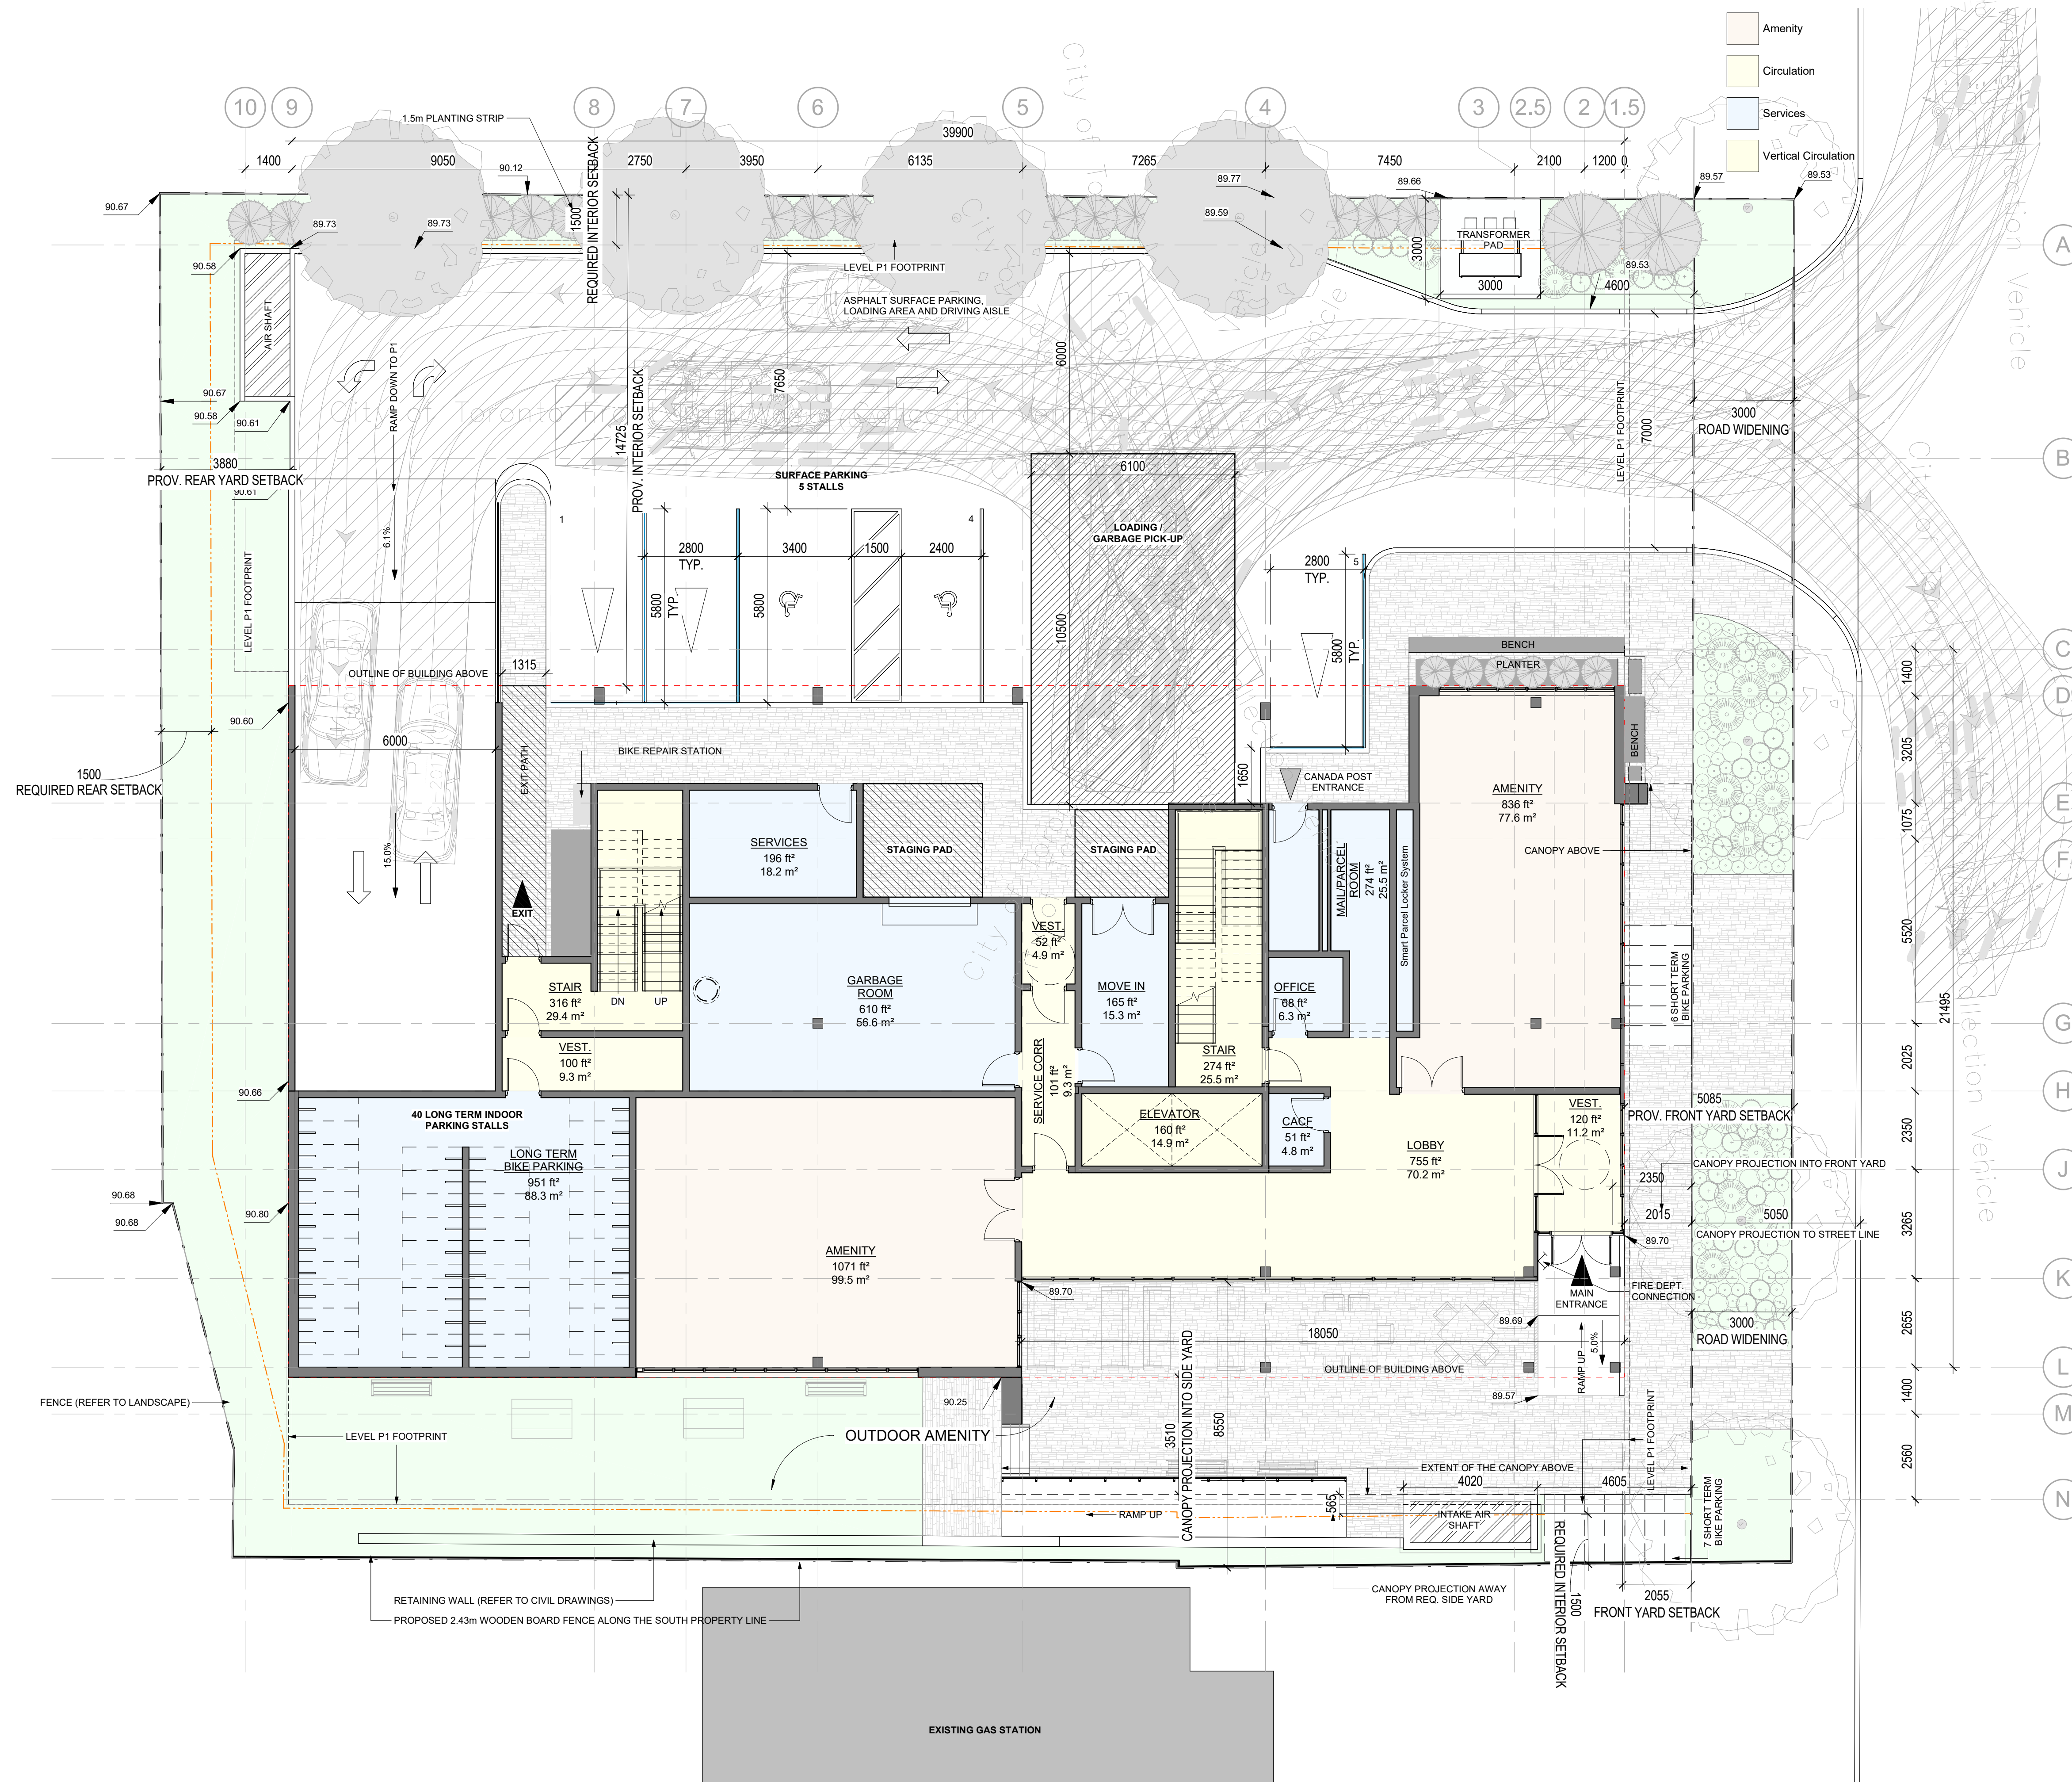 Amenity
Circulation
Services
Vertical Circulation
10
9
8
7
6
5
4
3
2.5
2
1.5
1.5m PLANTING STRIP
39900
1400
9050
2750
3950
6135
7265
7450
2100
1200
0
90.67
90.12
89.77
89.66
89.57
89.53
89.73
89.73
89.59
1500
REQUIRED INTERIOR SETBACK
TRANSFORMER
PAD
3000
3000
89.53
4600
A
90.58
LEVEL P1 FOOTPRINT
ASPHALT SURFACE PARKING,
LOADING AREA AND DRIVING AISLE
AIR SHAFT
RAMP DOWN TO P1
90.67
90.58
90.61
7650
6000
14725
PROV. INTERIOR SETBACK
LEVEL P1 FOOTPRINT
7000
3000
ROAD WIDENING
B
3880
PROV. REAR YARD SETBACK
90.61
SURFACE PARKING
5 STALLS
6100
6.1%
1
4
LOADING /
GARBAGE PICK-UP
2800
TYP.
3400
1500
2400
2800
TYP.
5
5800
TYP.
5800
10500
5800
TYP.
LEVEL P1 FOOTPRINT
OUTLINE OF BUILDING ABOVE
1315
BENCH
PLANTER
C
1400
D
90.60
6000
1500
REQUIRED REAR SETBACK
EXIT PATH
BIKE REPAIR STATION
1650
CANADA POST
ENTRANCE
BENCH
3205
AMENITY
836 ft²
77.6 m²
E
1075
CANOPY ABOVE
F
15.0%
SERVICES
196 ft²
18.2 m²
STAGING PAD
STAGING PAD
MAIL/PARCEL
ROOM
274 ft²
25.5 m²
Smart Parcel Locker System
EXIT
VEST.
52 ft²
4.9 m²
5520
21495
6 SHORT TERM
BIKE PARKING
STAIR
316 ft²
29.4 m²
DN
UP
GARBAGE
ROOM
610 ft²
56.6 m²
MOVE IN
165 ft²
15.3 m²
OFFICE
68 ft²
6.3 m²
G
VEST.
100 ft²
9.3 m²
SERVICE CORR
101 ft²
9.3 m²
STAIR
274 ft²
25.5 m²
2025
90.66
H
40 LONG TERM INDOOR
PARKING STALLS
ELEVATOR
160 ft²
14.9 m²
CACF
51 ft²
4.8 m²
VEST.
120 ft²
11.2 m²
5085
PROV. FRONT YARD SETBACK
2350
LONG TERM
BIKE PARKING
951 ft²
88.3 m²
LOBBY
755 ft²
70.2 m²
CANOPY PROJECTION INTO FRONT YARD
J
2350
90.68
90.68
90.80
2015
5050
3265
CANOPY PROJECTION TO STREET LINE
89.70
AMENITY
1071 ft²
99.5 m²
K
89.70
MAIN
ENTRANCE
FIRE DEPT.
CONNECTION
89.69
3000
ROAD WIDENING
18050
5.0%
RAMP UP
2655
OUTLINE OF BUILDING ABOVE
L
89.57
1400
FENCE (REFER TO LANDSCAPE)
90.25
M
LEVEL P1 FOOTPRINT
OUTDOOR AMENITY
3510
CANOPY PROJECTION INTO SIDE YARD
8550
LEVEL P1 FOOTPRINT
2560
EXTENT OF THE CANOPY ABOVE
4020
4605
N
RAMP UP
565
INTAKE AIR
SHAFT
7 SHORT TERM
BIKE PARKING
REQUIRED INTERIOR SETBACK
1500
RETAINING WALL (REFER TO CIVIL DRAWINGS)
PROPOSED 2.43m WOODEN BOARD FENCE ALONG THE SOUTH PROPERTY LINE
CANOPY PROJECTION AWAY
FROM REQ. SIDE YARD
2055
FRONT YARD SETBACK
EXISTING GAS STATION